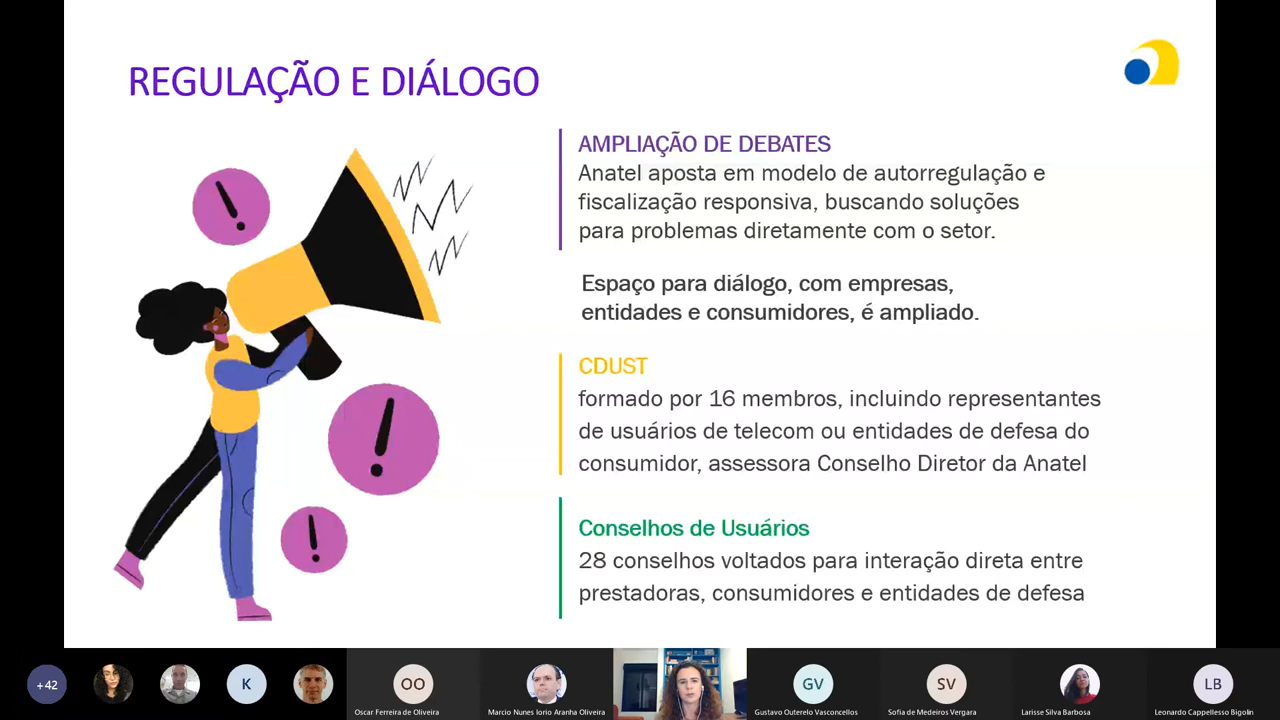 REGULAÇÃO E DIÁLOGO
AMPLIAÇÃO DE DEBATES
Anatel aposta em modelo de autorregulação e
fiscalização responsiva, buscando soluções
para problemas diretamente com o setor.
Espaço para diálogo, com empresas,
entidades e consumidores, é ampliado.
CDUST
formado por 16 membros, incluindo representantes
de usuários de telecom ou entidades de defesa do
consumidor, assessora Conselho Diretor da Anatel
Conselhos de Usuários
28 conselhos voltados para interação direta entre
prestadoras, consumidores e entidades de defesa
+42
K
OO
GV
SV
LB
Oscar Ferreira de Oliveira
Marcio Nunes Iorio Aranha Oliveira
Gustavo Outerelo Vasconcellos
Sofia de Medeiros Vergara
Larisse Silva Barbosa
Leonardo Cappellesso Bigolin